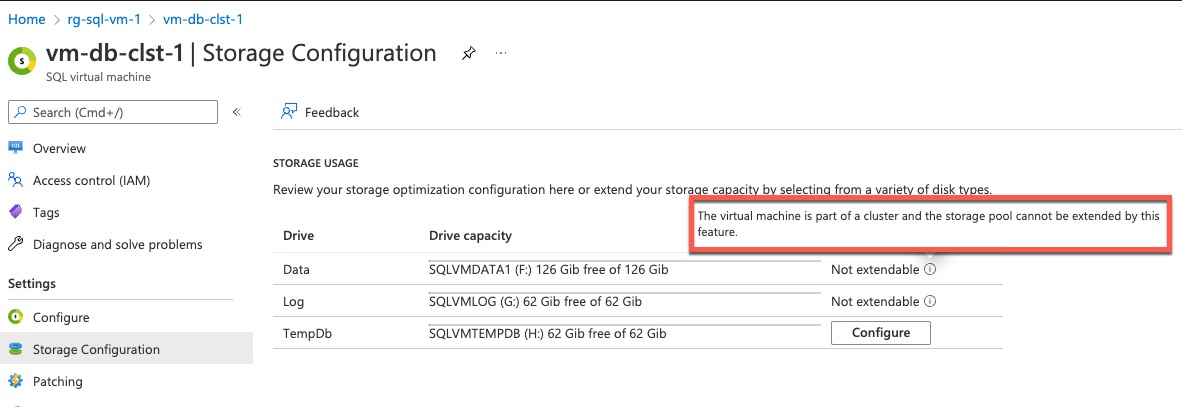 Home > rg-sql-vm-1 > vm-db-clst-1
vm-db-clst-1 | Storage Configuration
SQL virtual machine
Search (Cmd+/)
Overview
Access control (IAM)
Tags
Diagnose and solve problems
Settings
Configure
Storage Configuration
Patching
Feedback
STORAGE USAGE
Review your storage optimization configuration here or extend your storage capacity by selecting from a variety of disk types.
The virtual machine is part of a cluster and the storage pool cannot be extended by this
feature.
Drive Drive capacity
Data SQLVMDATA1 (F:) 126 Gib free of 126 Gib Not extendable
Log SQLVMLOG (G:) 62 Gib free of 62 Gib Not extendable
TempDb SQLVMTEMPDB (H:) 62 Gib free of 62 Gib Configure